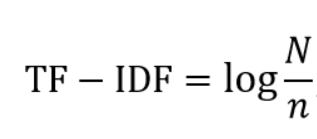 TF − IDF = log N/n